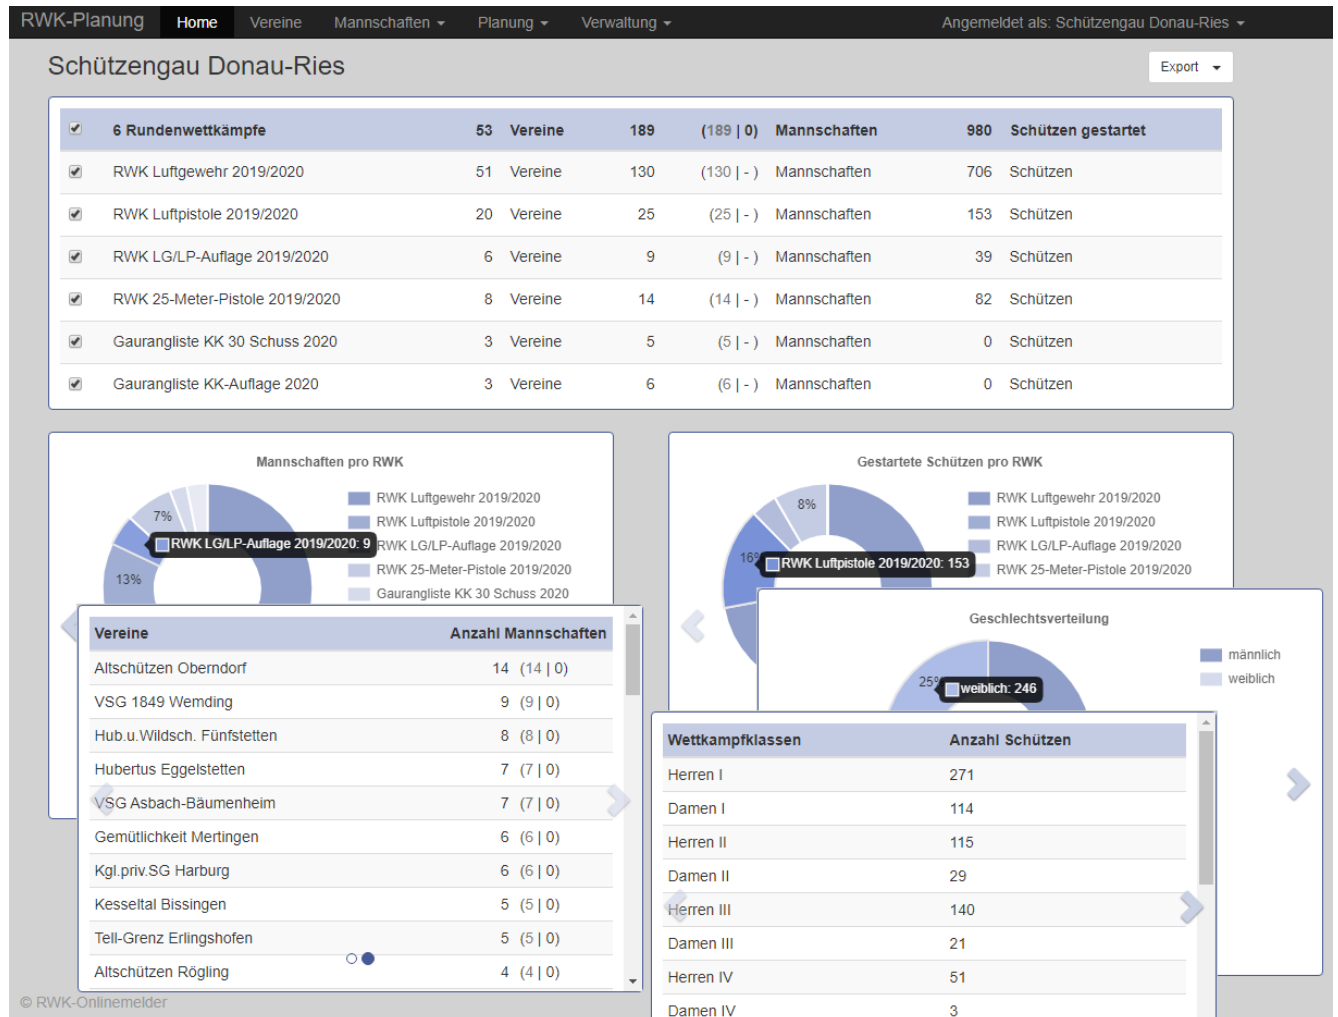 RWK-Planung Home Vereine Mannschaften Planung Verwaltung Angemeldet als: Schützengau Donau-Ries
Schützengau Donau-Ries Export
6 Rundenwettkämpfe 53 Vereine 189 (189 | 0) Mannschaften 980 Schützen gestartet
RWK Luftgewehr 2019/2020 51 Vereine 130 (130 | - ) Mannschaften 706 Schützen
RWK Luftpistole 2019/2020 20 Vereine 25 (25 | - ) Mannschaften 153 Schützen
RWK LG/LP-Auflage 2019/2020 6 Vereine 9 (9 | - ) Mannschaften 39 Schützen
RWK 25-Meter-Pistole 2019/2020 8 Vereine 14 (14 | - ) Mannschaften 82 Schützen
Gaurangliste KK 30 Schuss 2020 3 Vereine 5 (5 | - ) Mannschaften 0 Schützen
Gaurangliste KK-Auflage 2020 3 Vereine 6 (6 | - ) Mannschaften 0 Schützen
Mannschaften pro RWK
RWK Luftgewehr 2019/2020
RWK Luftpistole 2019/2020
RWK LG/LP-Auflage 2019/2020
RWK 25-Meter-Pistole 2019/2020
Gaurangliste KK 30 Schuss 2020
7%
RWK LG/LP-Auflage 2019/2020: 9
13%
Gestartete Schützen pro RWK
RWK Luftgewehr 2019/2020
RWK Luftpistole 2019/2020
RWK LG/LP-Auflage 2019/2020
RWK 25-Meter-Pistole 2019/2020
8%
16%
RWK Luftpistole 2019/2020: 153
Vereine Anzahl Mannschaften
Altschützen Oberndorf 14 (14 | 0)
VSG 1849 Wemding 9 (9 | 0)
Hub.u.Wildsch. Fünfstetten 8 (8 | 0)
Hubertus Eggelstetten 7 (7 | 0)
VSG Asbach-Bäumenheim 7 (7 | 0)
Gemütlichkeit Mertingen 6 (6 | 0)
Kgl.priv.SG Harburg 6 (6 | 0)
Kesseltal Bissingen 5 (5 | 0)
Tell-Grenz Erlingshofen 5 (5 | 0)
Altschützen Rögling 4 (4 | 0)
Geschlechtsverteilung
männlich
weiblich
25%
weiblich: 246
Wettkampfklassen Anzahl Schützen
Herren I 271
Damen I 114
Herren II 115
Damen II 29
Herren III 140
Damen III 21
Herren IV 51
Damen IV 3
© RWK-Onlinemelder